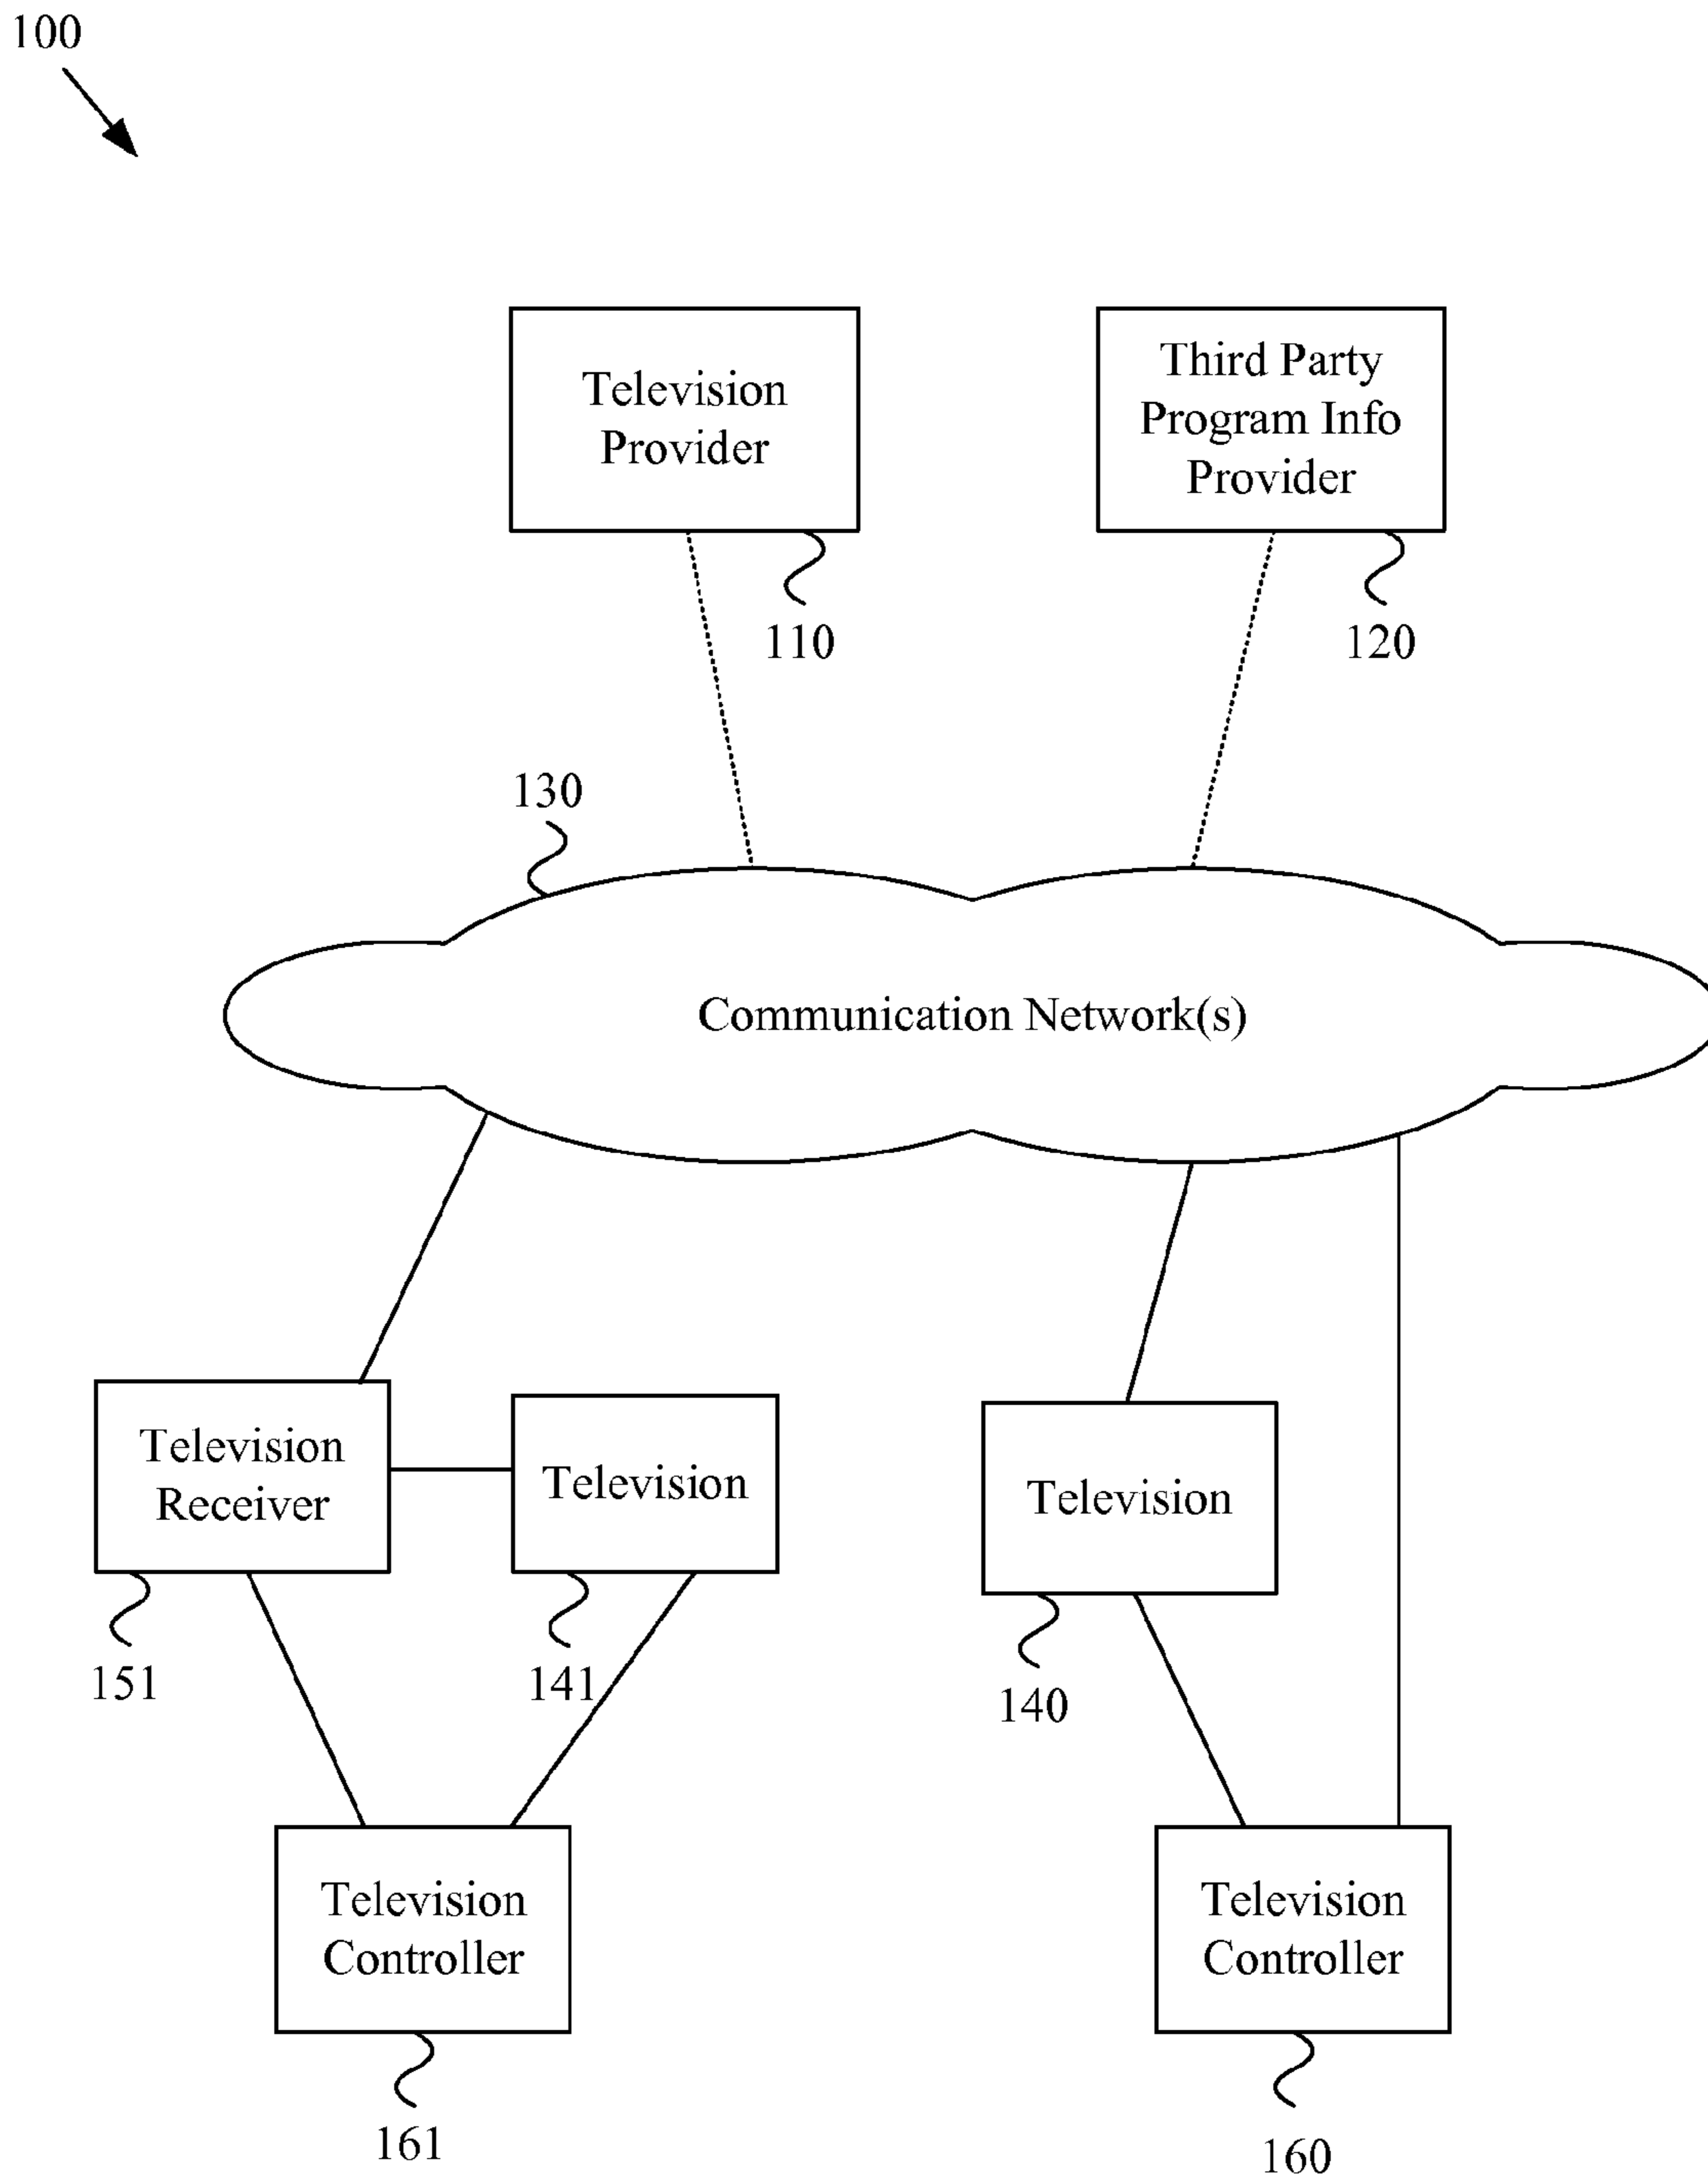 100
Television
Provider
110
Third Party
Program Info
Provider
120
130
Communication Network(s)
Television
Receiver
151
Television
141
Television
140
Television
Controller
161
Television
Controller
160